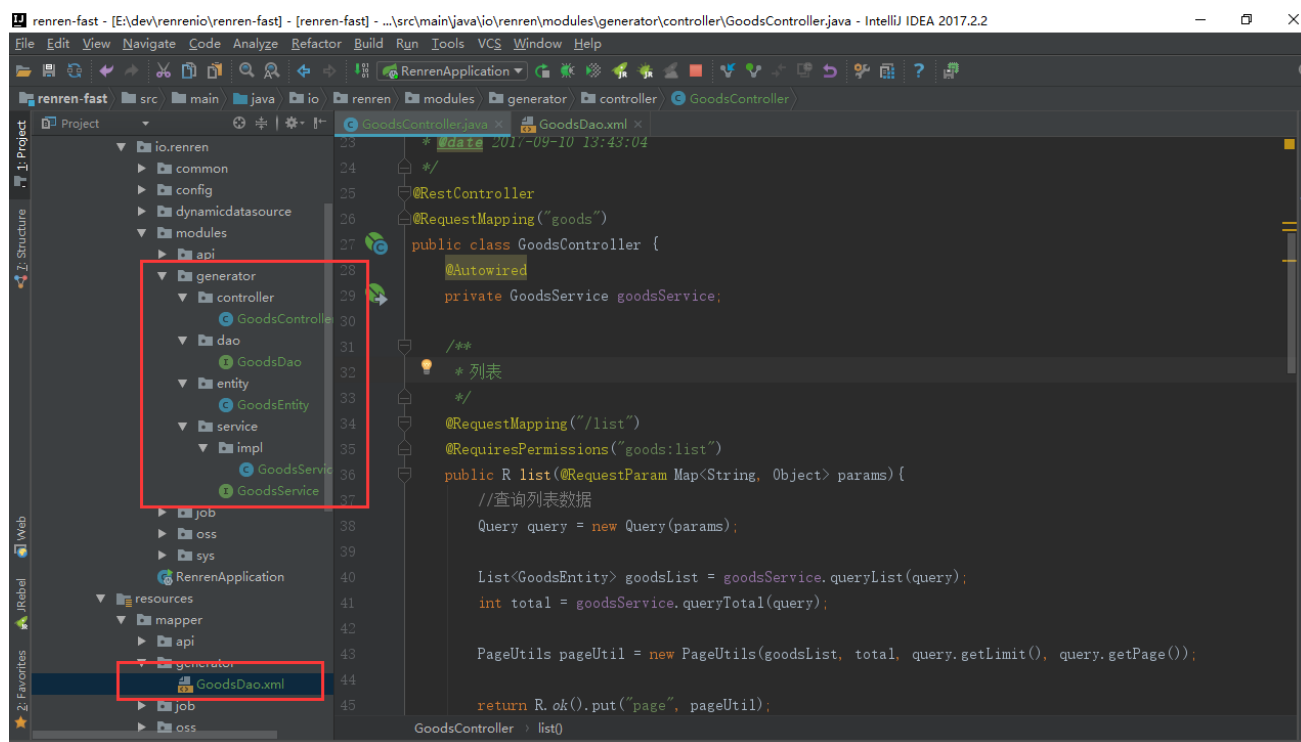 renren-fast - [E:\dev\renrenio\renren-fast] - [renren-fast] - ...\src\main\java\io\renren\modules\generator\controller\GoodsController.java - IntelliJ IDEA 2017.2.2
File Edit View Navigate Code Analyze Refactor Build Run Tools VCS Window Help
RenrenApplication
renren-fast src main java io renren modules generator controller GoodsController
Project
GoodsController.java
GoodsDao.xml
1: Project
7: Structure
Web
JRebel
2: Favorites
io.renren
common
config
dynamicdatasource
modules
api
generator
controller
GoodsController
dao
GoodsDao
entity
GoodsEntity
service
impl
GoodsServic
GoodsService
job
oss
sys
RenrenApplication
resources
mapper
api
generator
GoodsDao.xml
job
oss
23 * @date 2017-09-10 13:43:04
24 */
25 @RestController
26 @RequestMapping("goods")
27 public class GoodsController {
28 @Autowired
29 private GoodsService goodsService;
30
31 /**
32 * 列表
33 */
34 @RequestMapping("/list")
35 @RequiresPermissions("goods:list")
36 public R list(@RequestParam Map<String, Object> params){
37 //查询列表数据
38 Query query = new Query(params);
39
40 List<GoodsEntity> goodsList = goodsService.queryList(query);
41 int total = goodsService.queryTotal(query);
42
43 PageUtils pageUtil = new PageUtils(goodsList, total, query.getLimit(), query.getPage());
44
45 return R.ok().put("page", pageUtil);
GoodsController list()